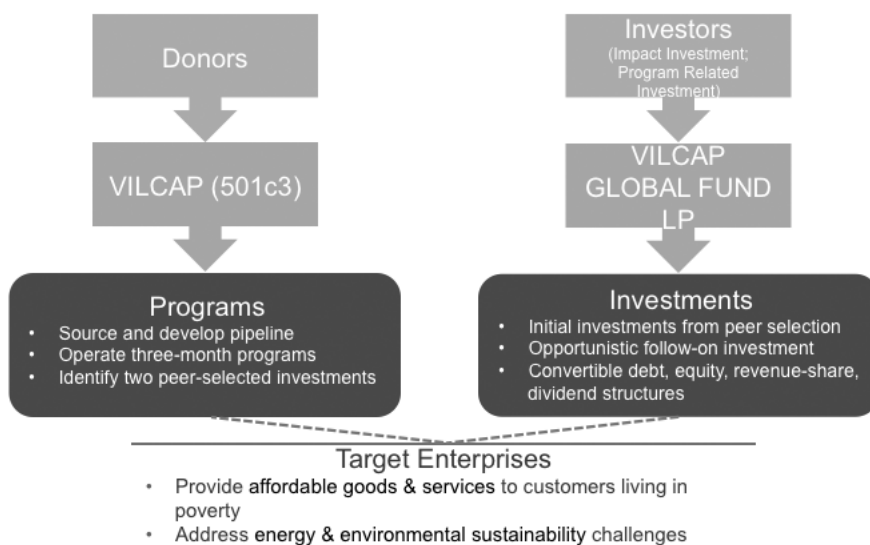 Donors
VILCAP (501c3)
Programs
• Source and develop pipeline
• Operate three-month programs
• Identify two peer-selected investments
Investors
(Impact Investment;
Program Related
Investment)
VILCAP
GLOBAL FUND
LP
Investments
• Initial investments from peer selection
• Opportunistic follow-on investment
• Convertible debt, equity, revenue-share,
dividend structures
Target Enterprises
• Provide affordable goods & services to customers living in
poverty
• Address energy & environmental sustainability challenges